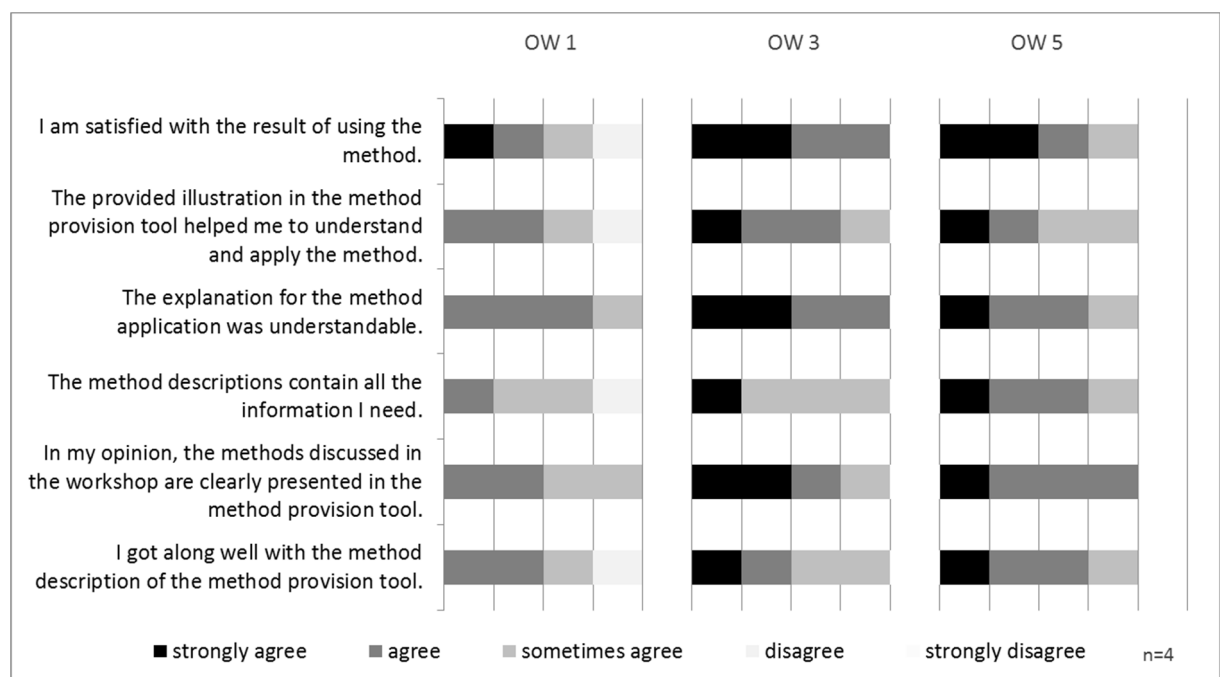 OW 1 OW 3 OW 5
I am satisfied with the result of using the
method.
The provided illustration in the method
provision tool helped me to understand
and apply the method.
The explanation for the method
application was understandable.
The method descriptions contain all the
information I need.
In my opinion, the methods discussed in
the workshop are clearly presented in the
method provision tool.
I got along well with the method
description of the method provision tool.
strongly agree agree sometimes agree disagree strongly disagree n=4